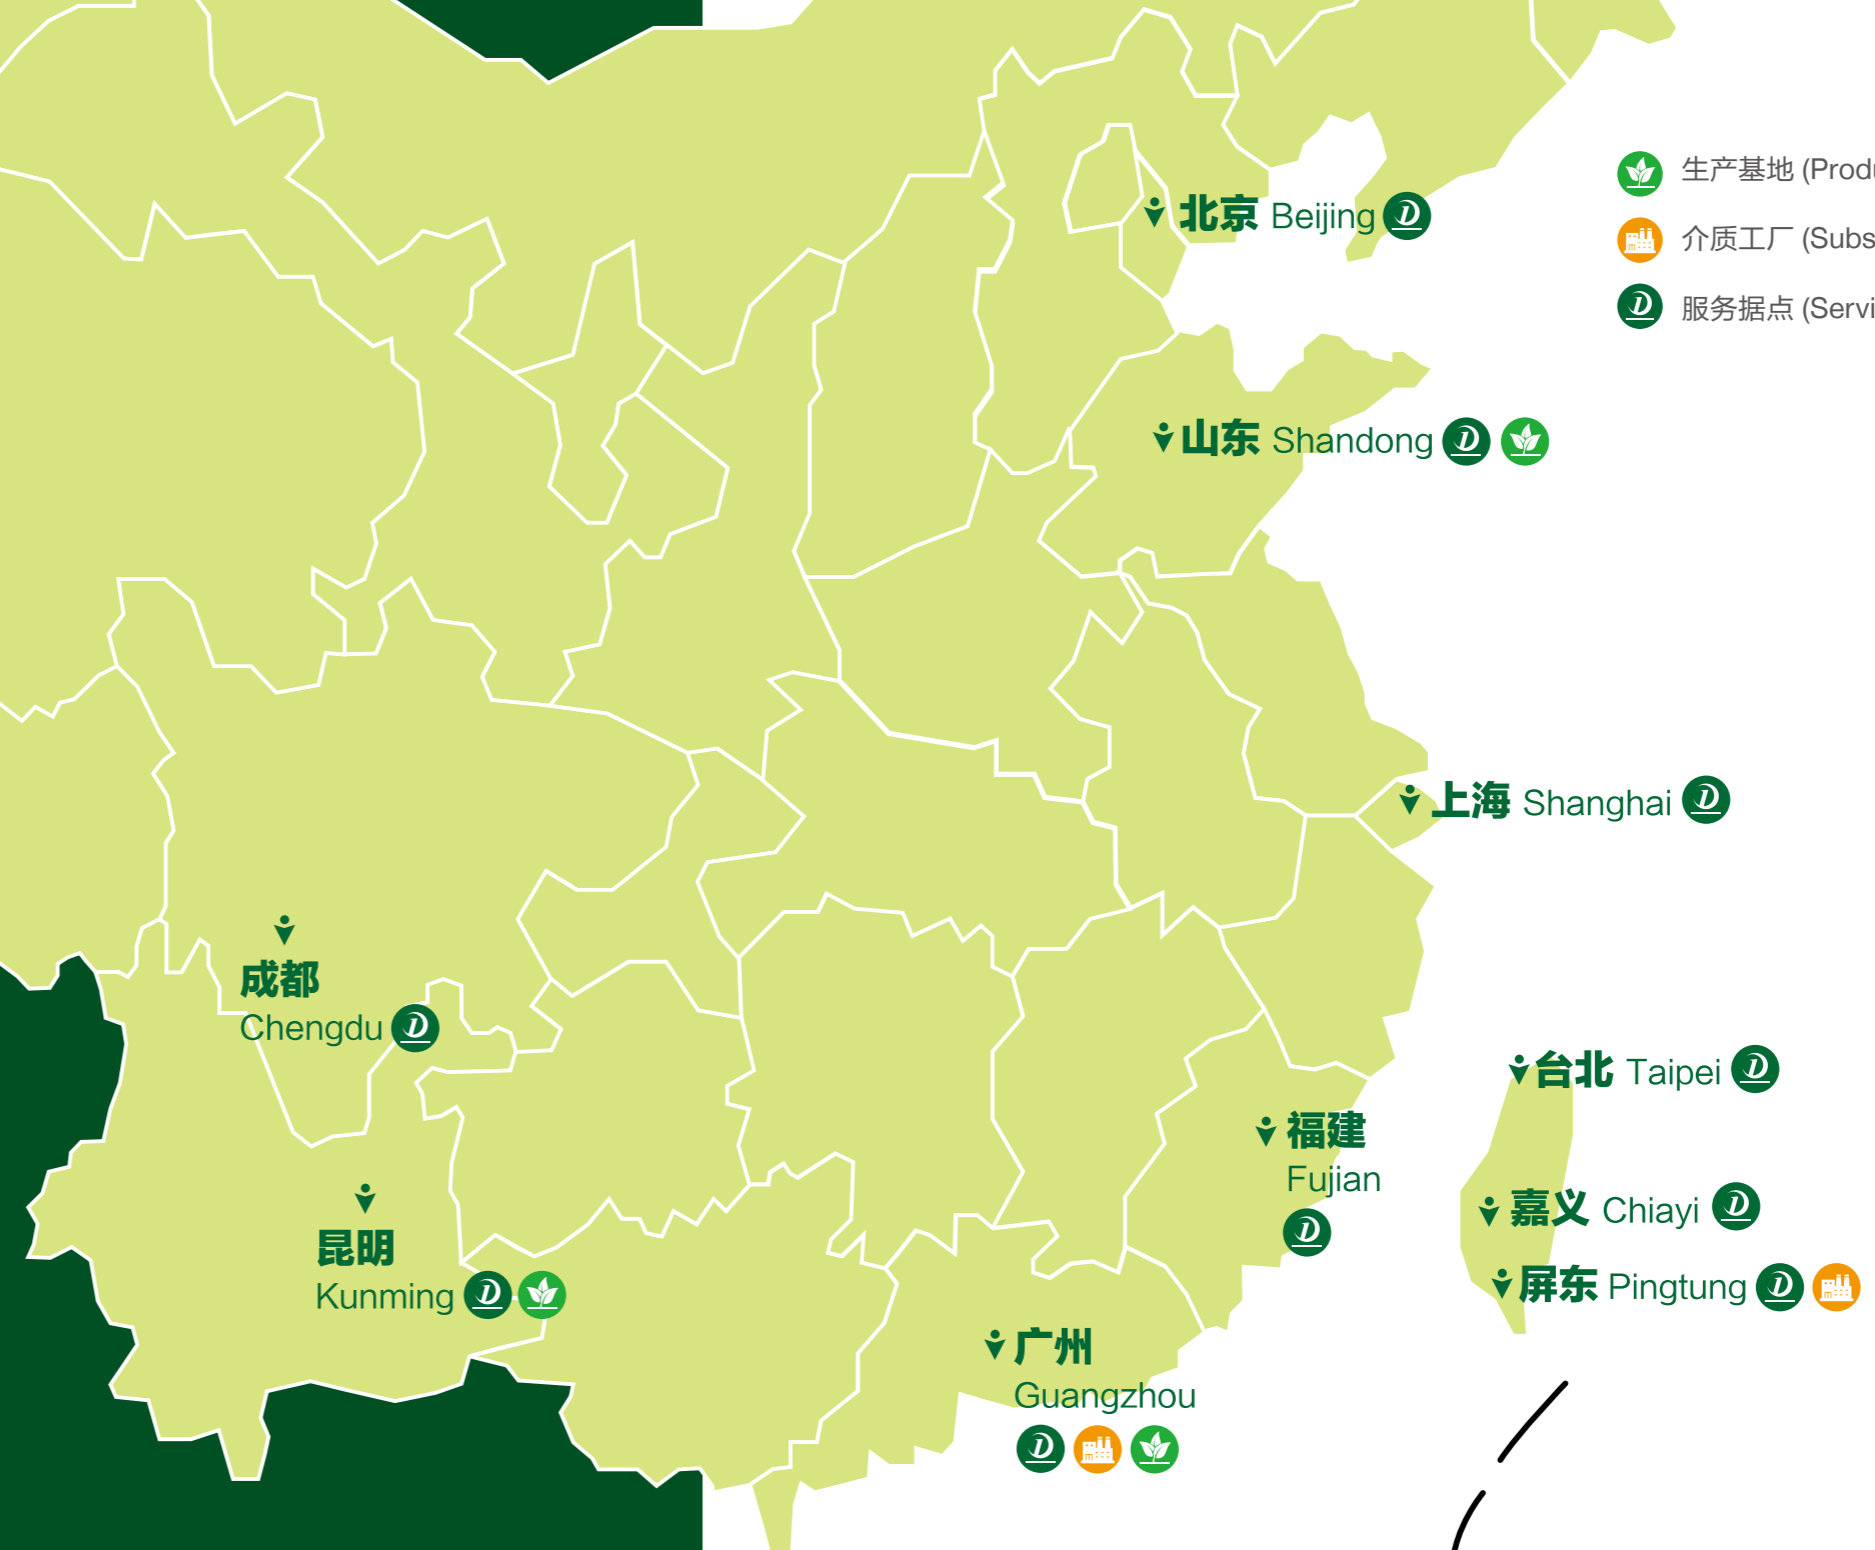 生产基地 (Produ
介质工厂 (Subs
服务据点 (Servi
北京 Beijing
山东 Shandong
上海 Shanghai
成都
Chengdu
台北 Taipei
福建
Fujian
嘉义 Chiayi
昆明
Kunming
屏东 Pingtung
广州
Guangzhou